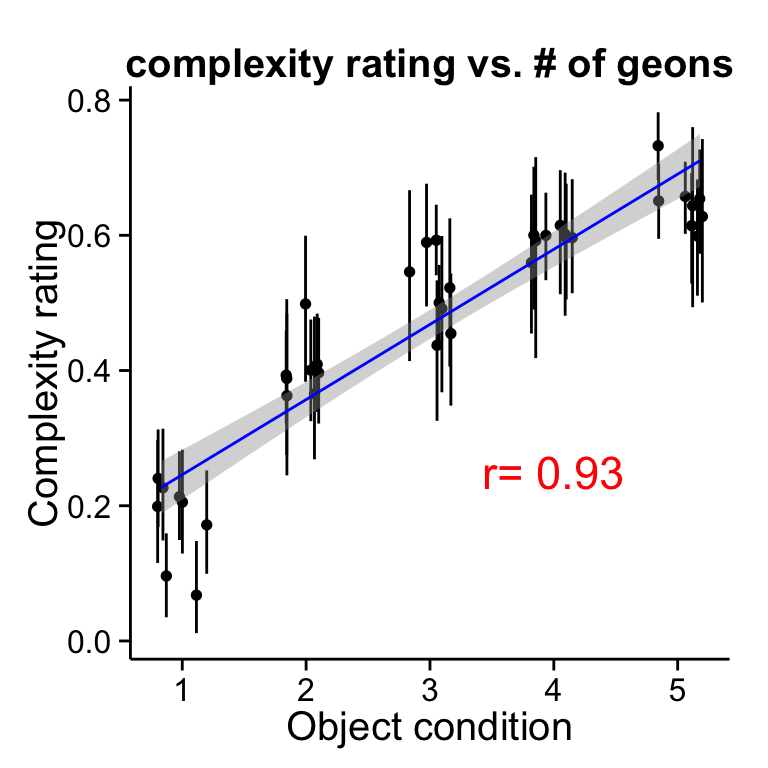 complexity rating vs. # of geons
Complexity rating
0.8
0.6
0.4
0.2
0.0
r= 0.93
1 2 3 4 5
Object condition